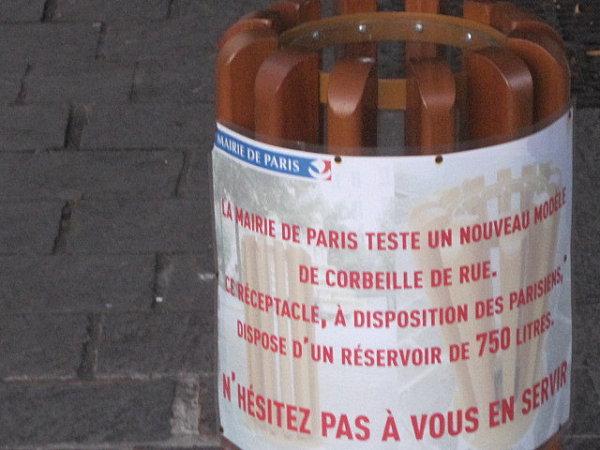 MAIRIE DE PARIS
LA MAIRIE DE PARIS TESTE UN NOUVEAU MODÈLE
DE CORBEILLE DE RUE.
CE RÉCEPTACLE, À DISPOSITION DES PARISIENS,
DISPOSE D'UN RÉSERVOIR DE 750 LITRES.
N'HÉSITEZ PAS À VOUS EN SERVIR